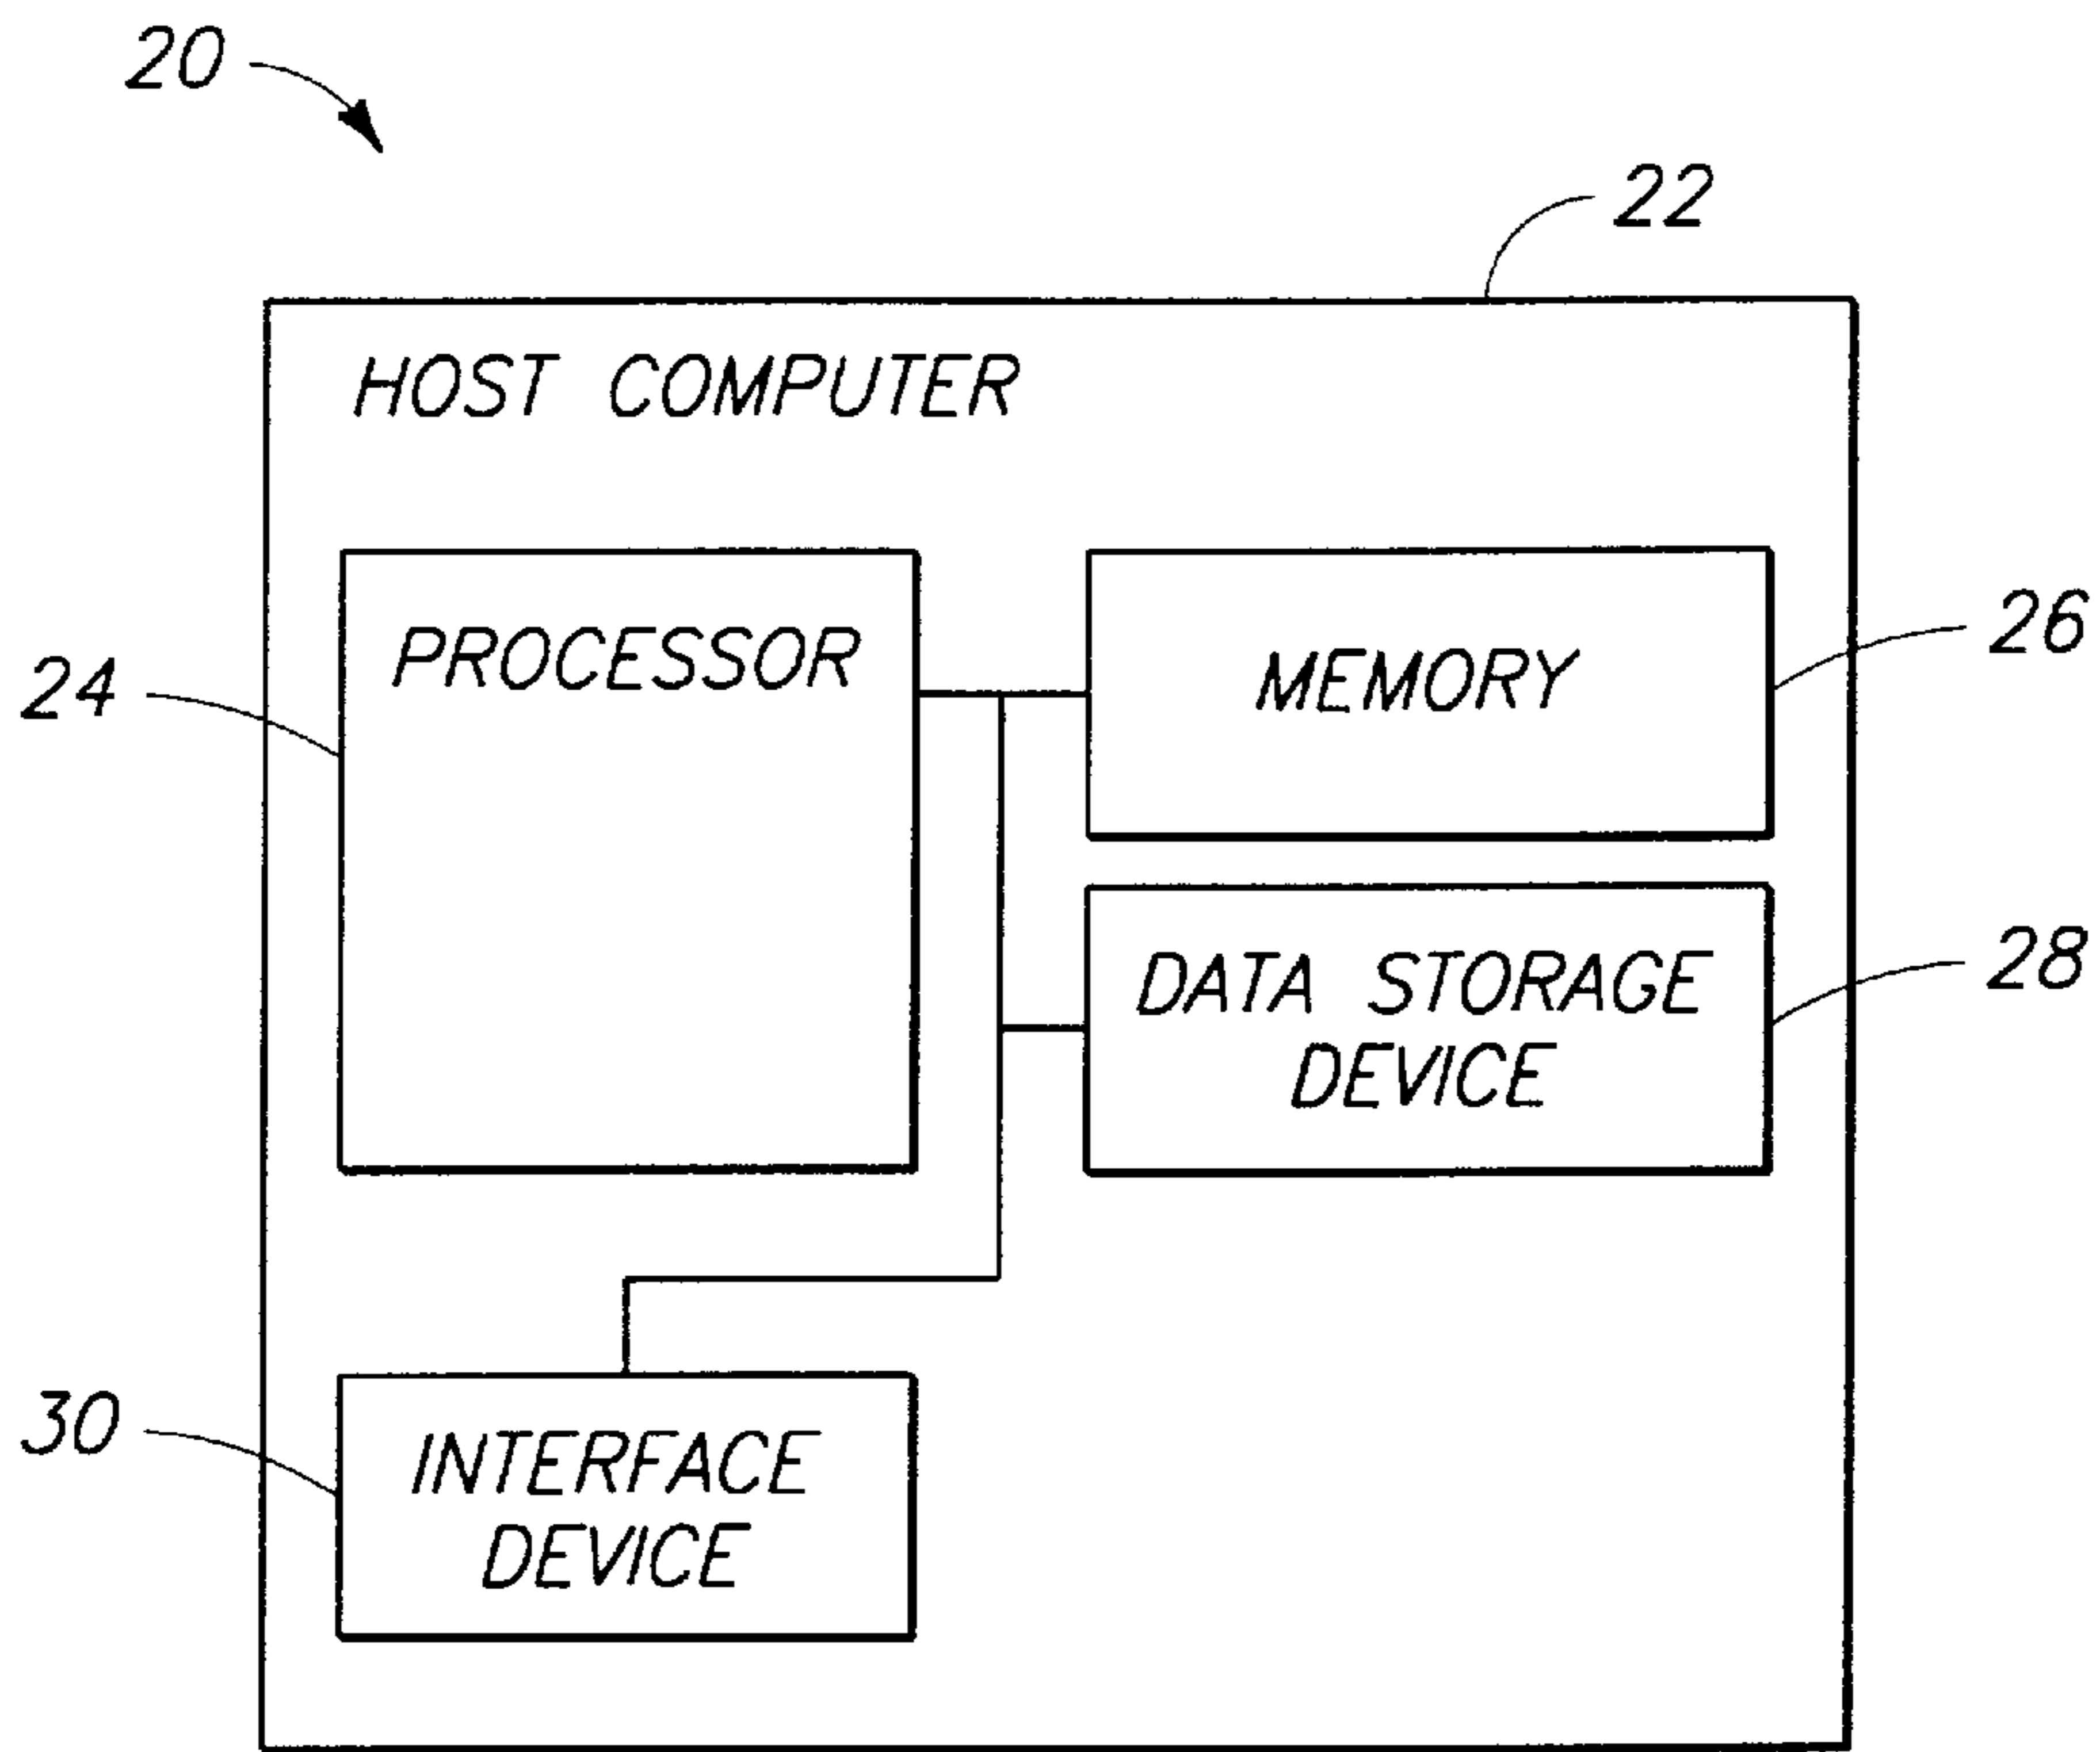 20
22
HOST COMPUTER
PROCESSOR
24
MEMORY
26
DATA STORAGE
DEVICE
28
30
INTERFACE
DEVICE